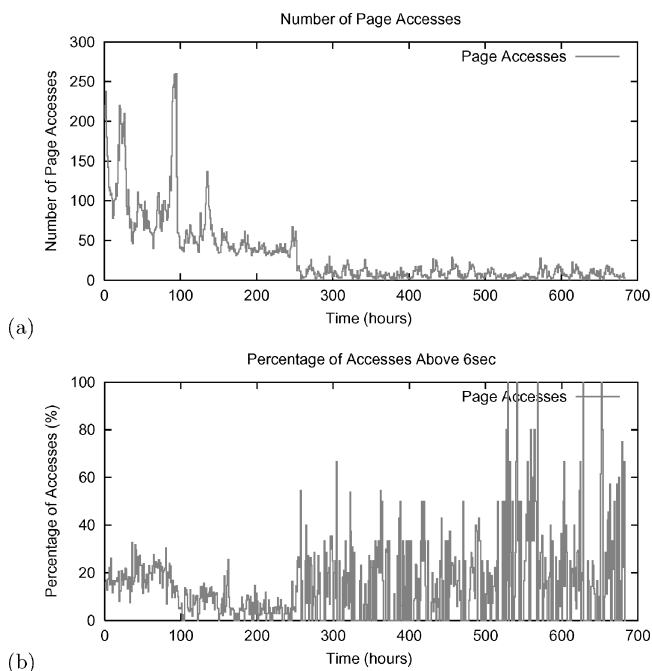 Number of Page Accesses
300
Page Accesses
250
200
150
100
50
0
Number of Page Accesses
0 100 200 300 400 500 600 700
Time (hours)
(a)
Percentage of Accesses Above 6sec
100
Page Accesses
80
60
40
20
0
Percentage of Accesses (%)
0 100 200 300 400 500 600 700
Time (hours)
(b)